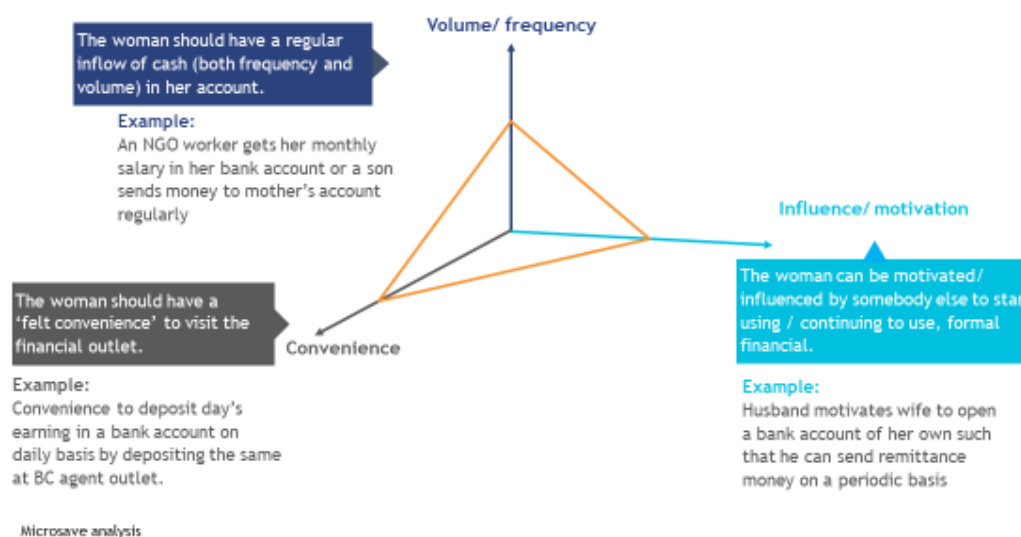 Volume/ frequency
The woman should have a regular
inflow of cash (both frequency and
volume) in her account.
Example:
An NGO worker gets her monthly
salary in her bank account or a son
sends money to mother's account
regularly
Influence/ motivation
The woman can be motivated/
influenced by somebody else to star
using / continuing to use, formal
financial.
Example:
Husband motivates wife to open
a bank account of her own such
that he can send remittance
money on a periodic basis
The woman should have a
'felt convenience' to visit the
financial outlet.
Convenience
Example:
Convenience to deposit day's
earning in a bank account on
daily basis by depositing the same
at BC agent outlet.
Microsave analysis